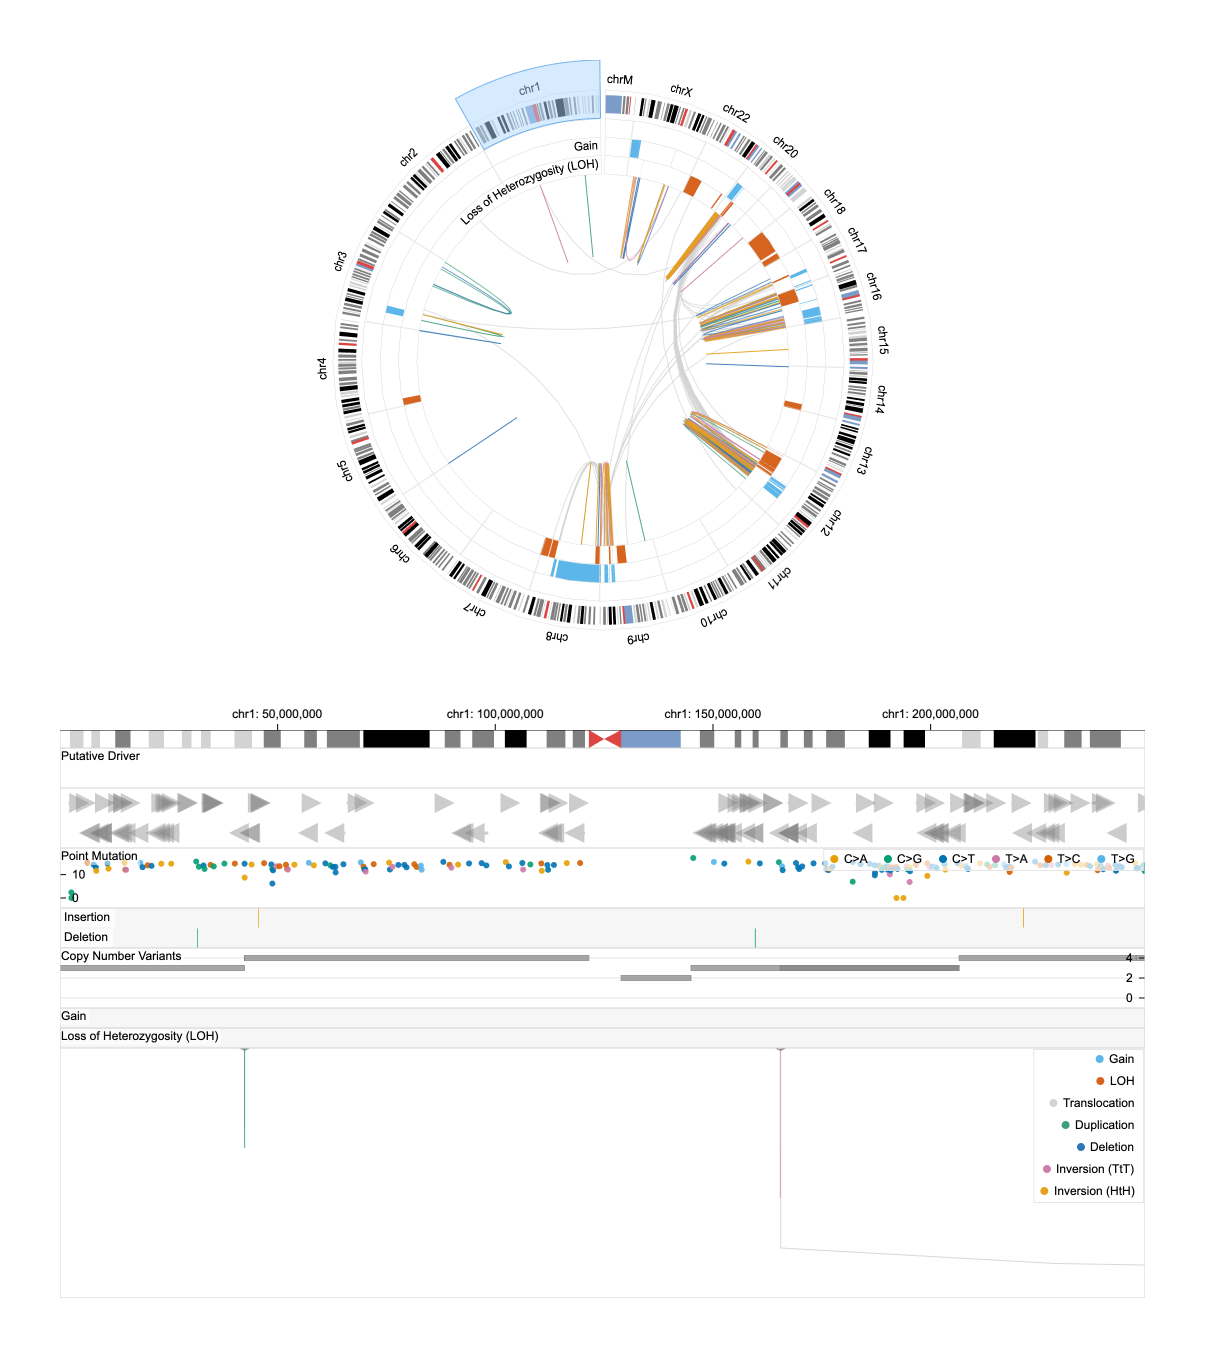 chrM
chrX
chr22
chr20
chr18
chr17
chr16
chr15
chr14
chr13
chr12
chr11
chr10
chr9
chr8
chr7
chr6
chr5
chr4
chr3
chr2
chr1
Gain
Loss of Heterozygosity (LOH)
chr1: 50,000,000
chr1: 100,000,000
chr1: 150,000,000
chr1: 200,000,000
Putative Driver
Point Mutation
C>A C>G C>T T>A T>C T>G
10
0
Insertion
Deletion
Copy Number Variants
4
2
0
Gain
Loss of Heterozygosity (LOH)
Gain
LOH
Translocation
Duplication
Deletion
Inversion (TtT)
Inversion (HtH)